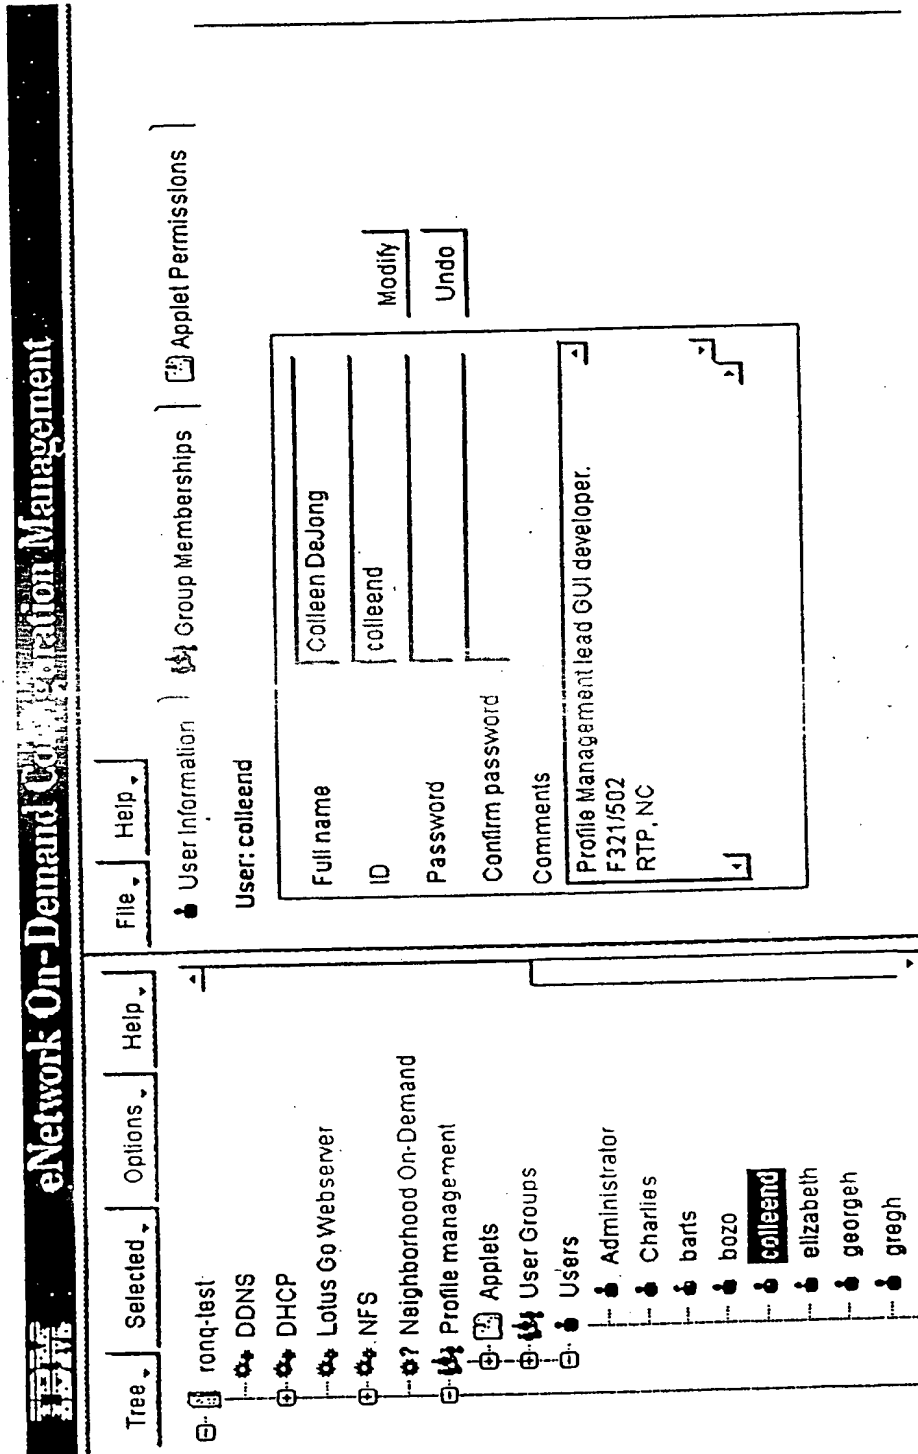 IBM eNetwork On-Demand Configuration Management
Tree Selected Options Help
ronq-test
DDNS
DHCP
Lotus Go Webserver
NFS
Neighborhood On-Demand
Profile management
Applets
User Groups
Users
Administrator
Charlies
barts
bozo
colleend
elizabeth
georgeh
gregh
File Help
User Information Group Memberships Applet Permissions
User: colleend
Full name Colleen DeJong
ID colleend
Password
Confirm password
Modify
Undo
Comments
Profile Management lead GUI developer.
F321/502
RTP, NC